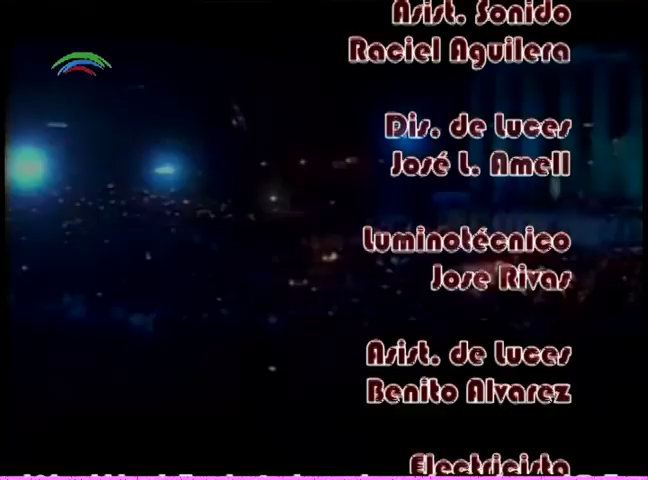 Asist. Sonido
Raciel Aguilera
Dis. de Luces
José L. Amell
Luminotécnico
Jose Rivas
Asist. de Luces
Benito Alvarez
Electricista